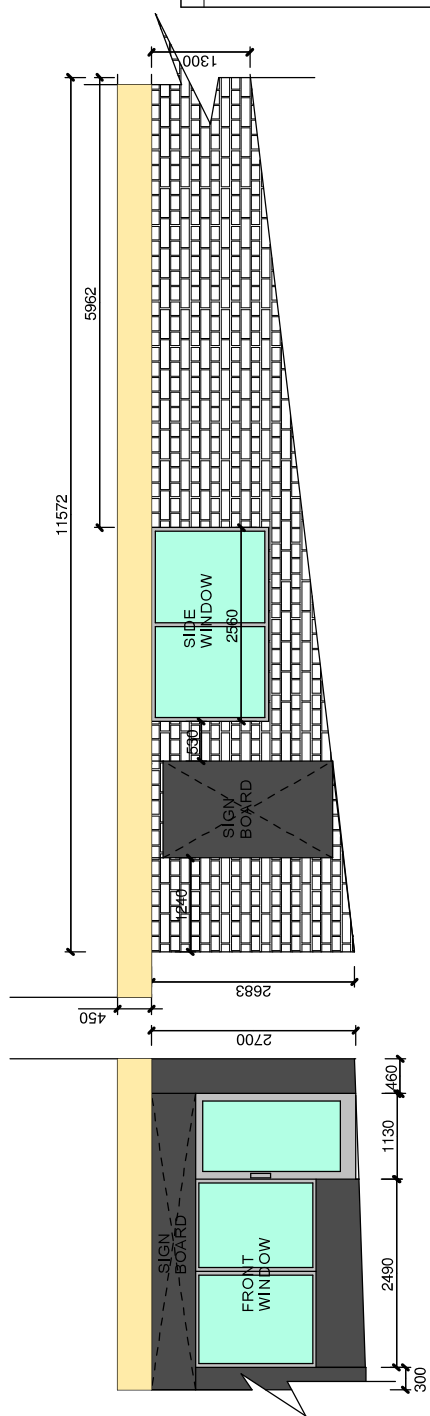 1300
11572
5962
SIDE
WINDOW
2560
530
SIGN
BOARD
1240
2683
450
2700
SIGN
BOARD
FRONT
WINDOW
460
1130
2490
300